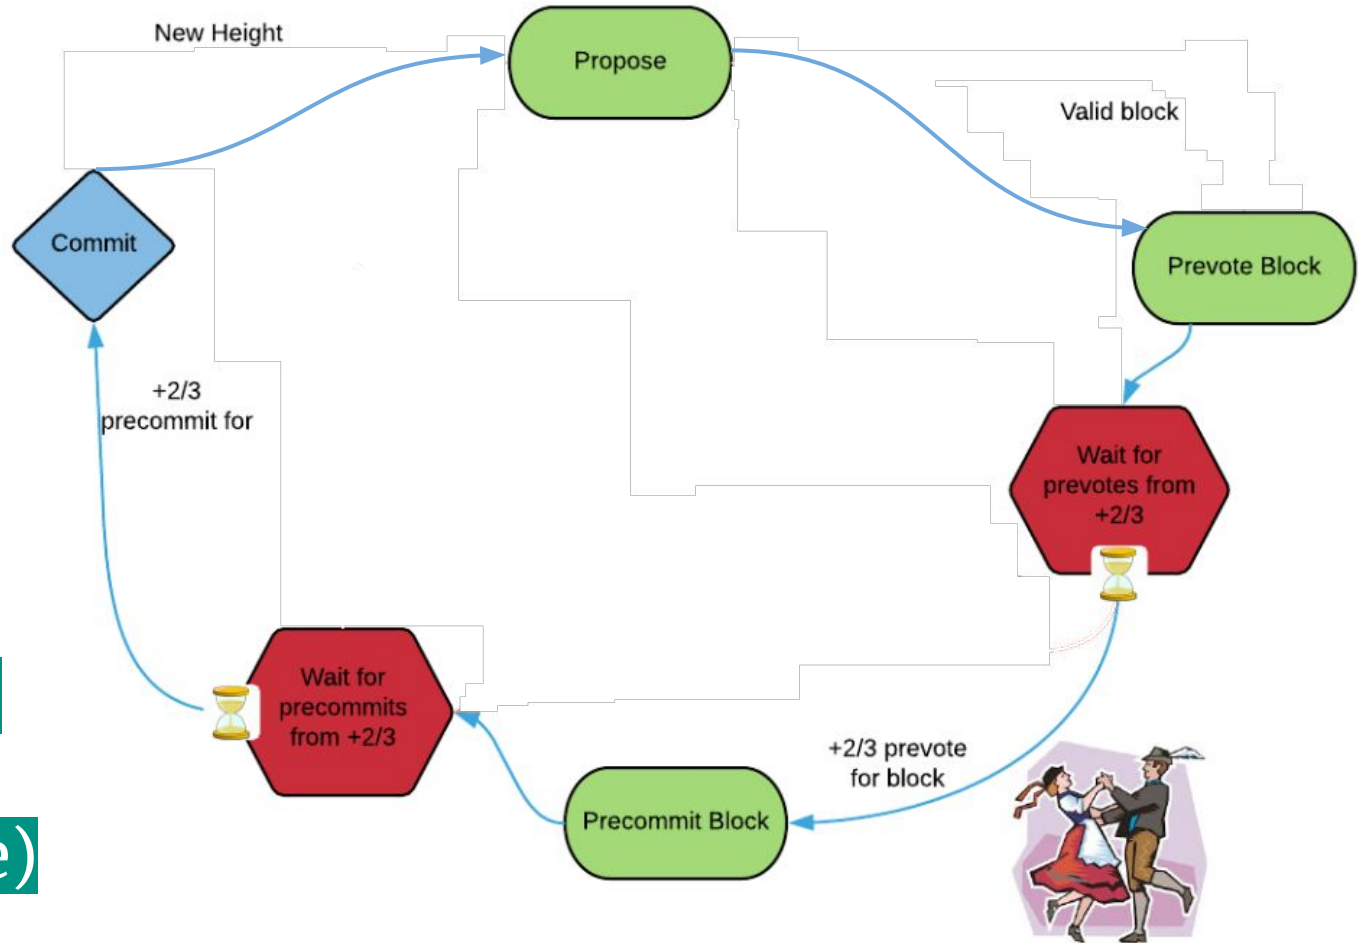 New Height
Propose
Valid block
Commit
Prevote Block
+2/3
precommit for
Wait for
prevotes from
+2/3
Wait for
precommits
from +2/3
+2/3 prevote
for block
Precommit Block
e)